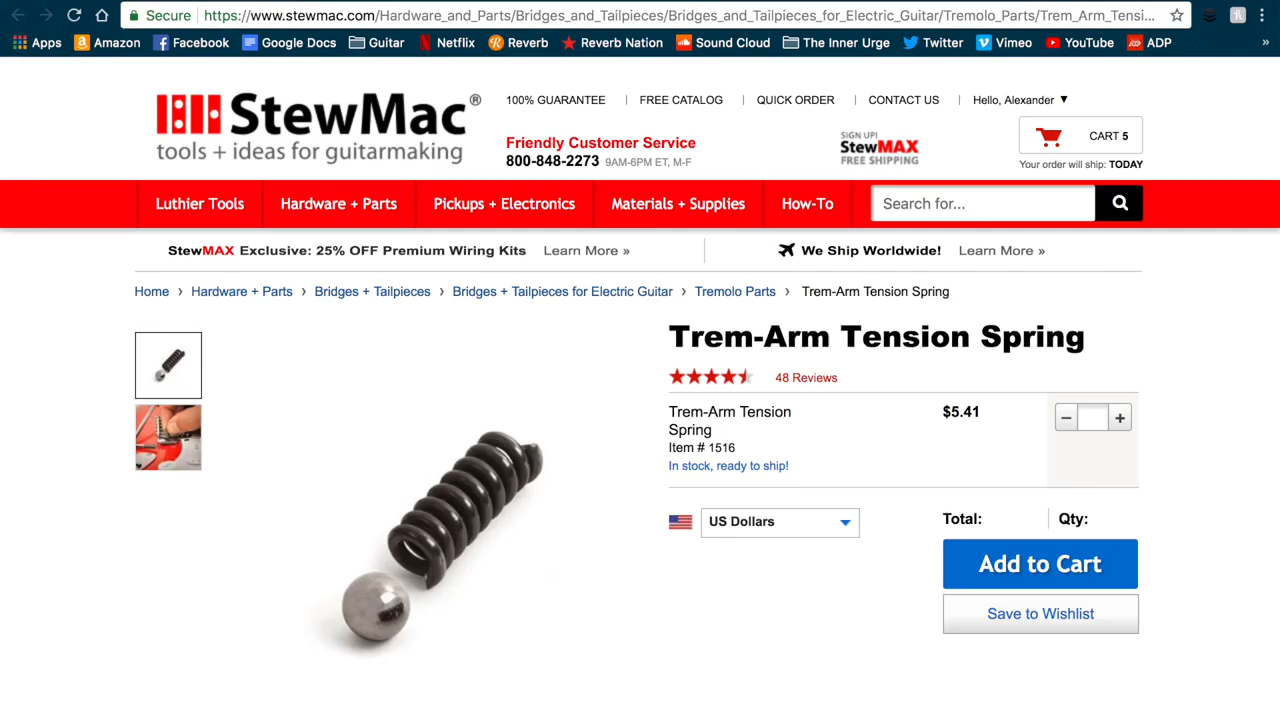 Secure https://www.stewmac.com/Hardware_and_Parts/Bridges_and_Tailpieces/Bridges_and_Tailpieces_for_Electric_Guitar/Tremolo_Parts/Trem_Arm_Tensi...
Apps Amazon Facebook Google Docs Guitar Netflix Reverb Reverb Nation Sound Cloud The Inner Urge Twitter Vimeo YouTube ADP »
StewMac®
tools + ideas for guitarmaking
100% GUARANTEE | FREE CATALOG | QUICK ORDER | CONTACT US | Hello, Alexander ▼
Friendly Customer Service
800-848-2273 9AM-6PM ET, M-F
SIGN UP!
StewMAX
FREE SHIPPING
CART 5
Your order will ship: TODAY
Luthier Tools Hardware + Parts Pickups + Electronics Materials + Supplies How-To Search for...
StewMAX Exclusive: 25% OFF Premium Wiring Kits Learn More » We Ship Worldwide! Learn More »
Home › Hardware + Parts › Bridges + Tailpieces › Bridges + Tailpieces for Electric Guitar › Tremolo Parts › Trem-Arm Tension Spring
Trem-Arm Tension Spring
48 Reviews
Trem-Arm Tension
Spring
Item # 1516
In stock, ready to ship!
$5.41
− +
US Dollars
Total: Qty:
Add to Cart
Save to Wishlist